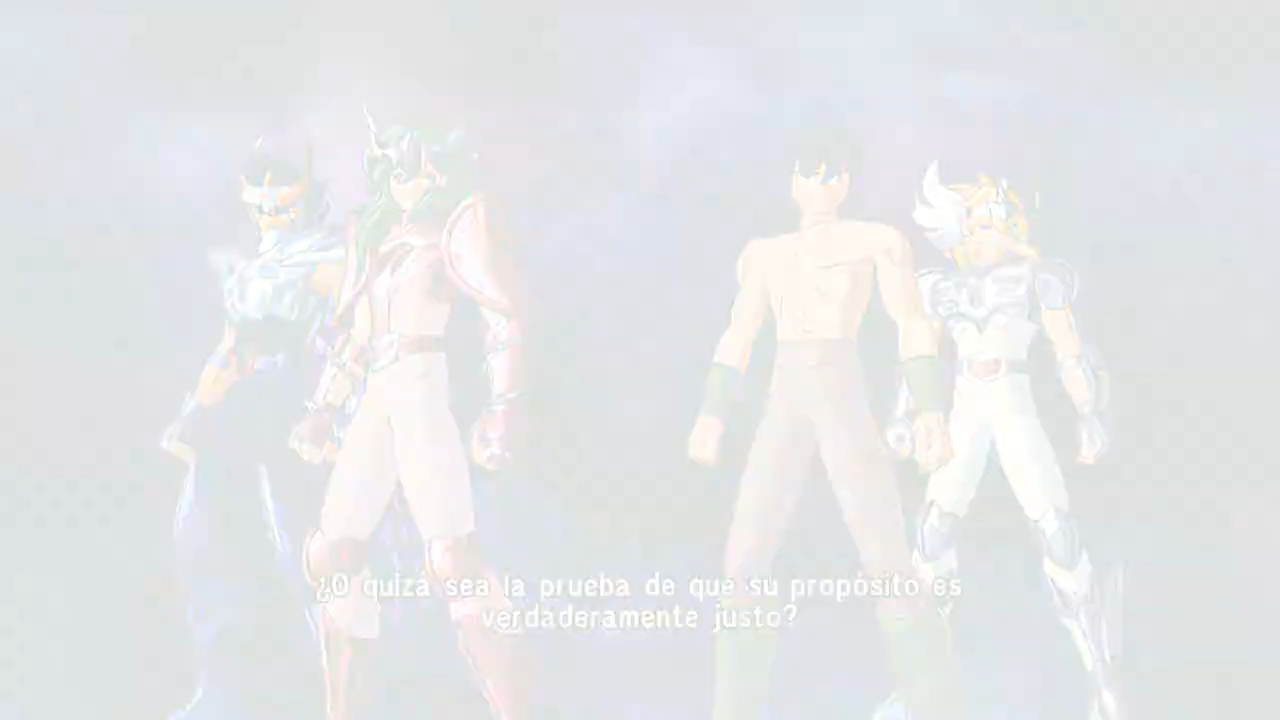 ¿O quizá sea la prueba de que su propósito es
verdaderamente justo?